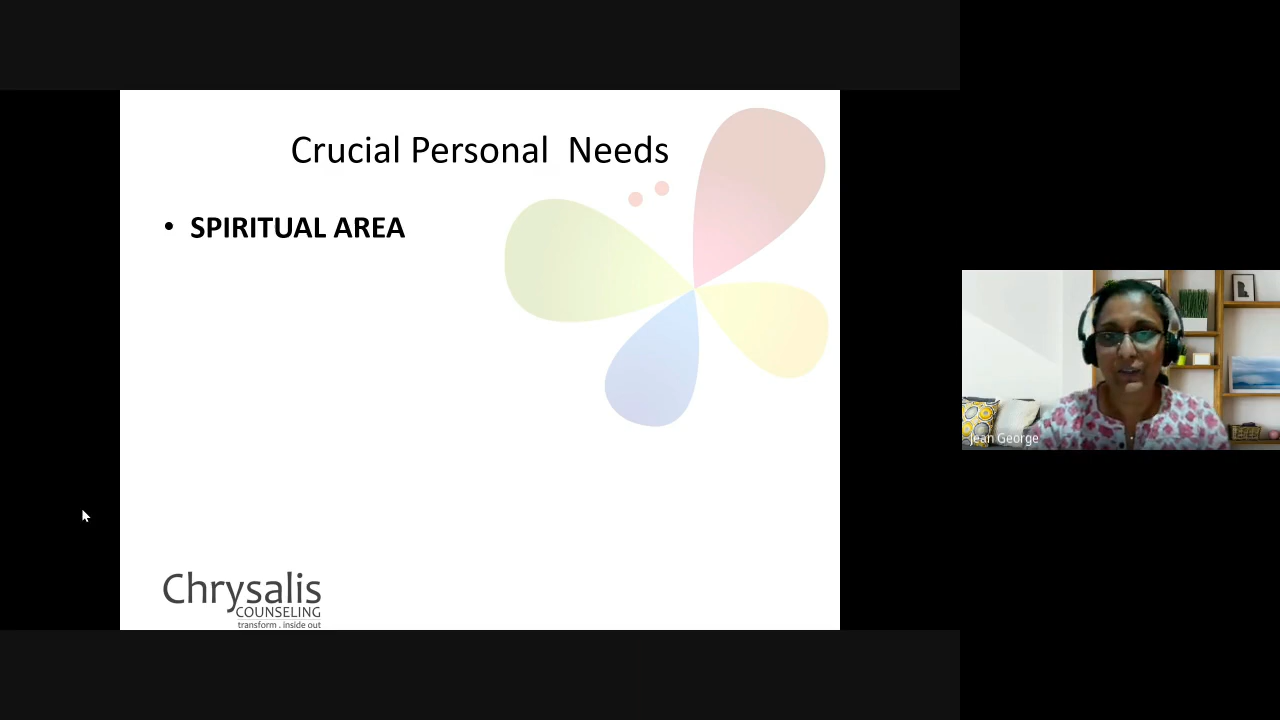 Crucial Personal  Needs
• SPIRITUAL AREA
Jean George
Chrysalis
COUNSELING
transform . inside out